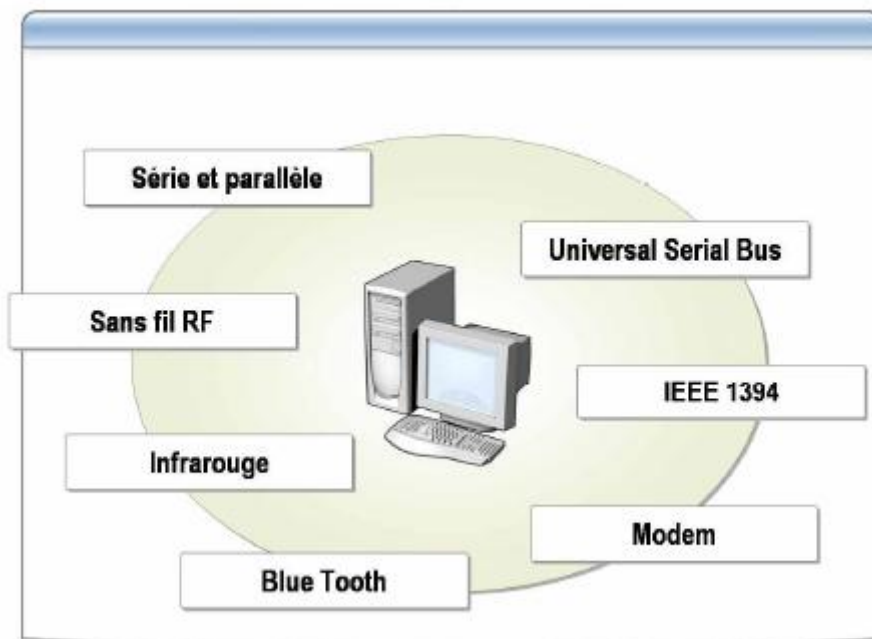 Série et parallèle
Universal Serial Bus
Sans fil RF
IEEE 1394
Infrarouge
Modem
Blue Tooth